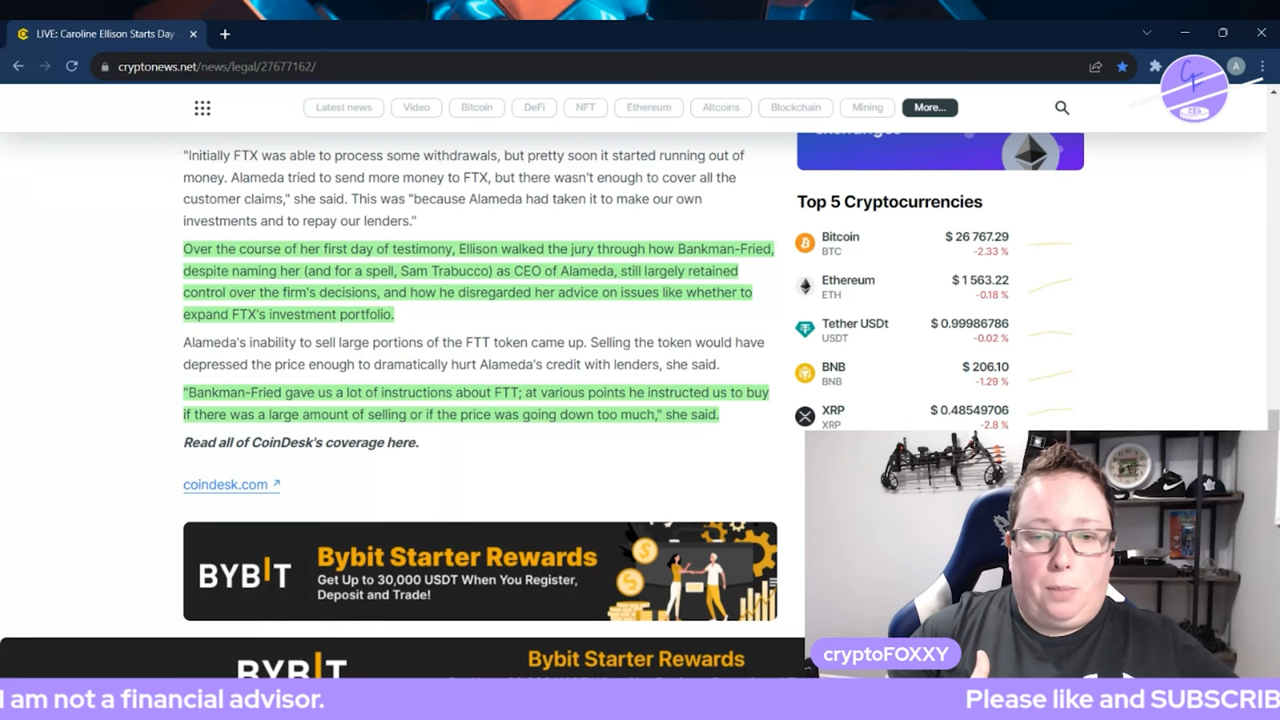 LIVE: Caroline Ellison Starts Day
cryptonews.net/news/legal/27677162/
A
Latest news
Video
Bitcoin
DeFi
NFT
Ethereum
Altcoins
Blockchain
Mining
More...
"Initially FTX was able to process some withdrawals, but pretty soon it started running out of
money. Alameda tried to send more money to FTX, but there wasn't enough to cover all the
customer claims," she said. This was "because Alameda had taken it to make our own
investments and to repay our lenders."
Over the course of her first day of testimony, Ellison walked the jury through how Bankman-Fried,
despite naming her (and for a spell, Sam Trabucco) as CEO of Alameda, still largely retained
control over the firm's decisions, and how he disregarded her advice on issues like whether to
expand FTX's investment portfolio.
Alameda's inability to sell large portions of the FTT token came up. Selling the token would have
depressed the price enough to dramatically hurt Alameda's credit with lenders, she said.
"Bankman-Fried gave us a lot of instructions about FTT; at various points he instructed us to buy
if there was a large amount of selling or if the price was going down too much," she said.
Read all of CoinDesk's coverage here.
coindesk.com
BYBIT
Bybit Starter Rewards
Get Up to 30,000 USDT When You Register,
Deposit and Trade!
Top 5 Cryptocurrencies
Bitcoin $ 26 767.29
BTC -2.33 %
Ethereum $ 1 563.22
ETH -0.18 %
Tether USDt $ 0.99986786
USDT -0.02 %
BNB $ 206.10
BNB -1.29 %
XRP $ 0.48549706
XRP -2.8 %
BYBIT
Bybit Starter Rewards
cryptoFOXXY
I am not a financial advisor.
Please like and SUBSCRIB